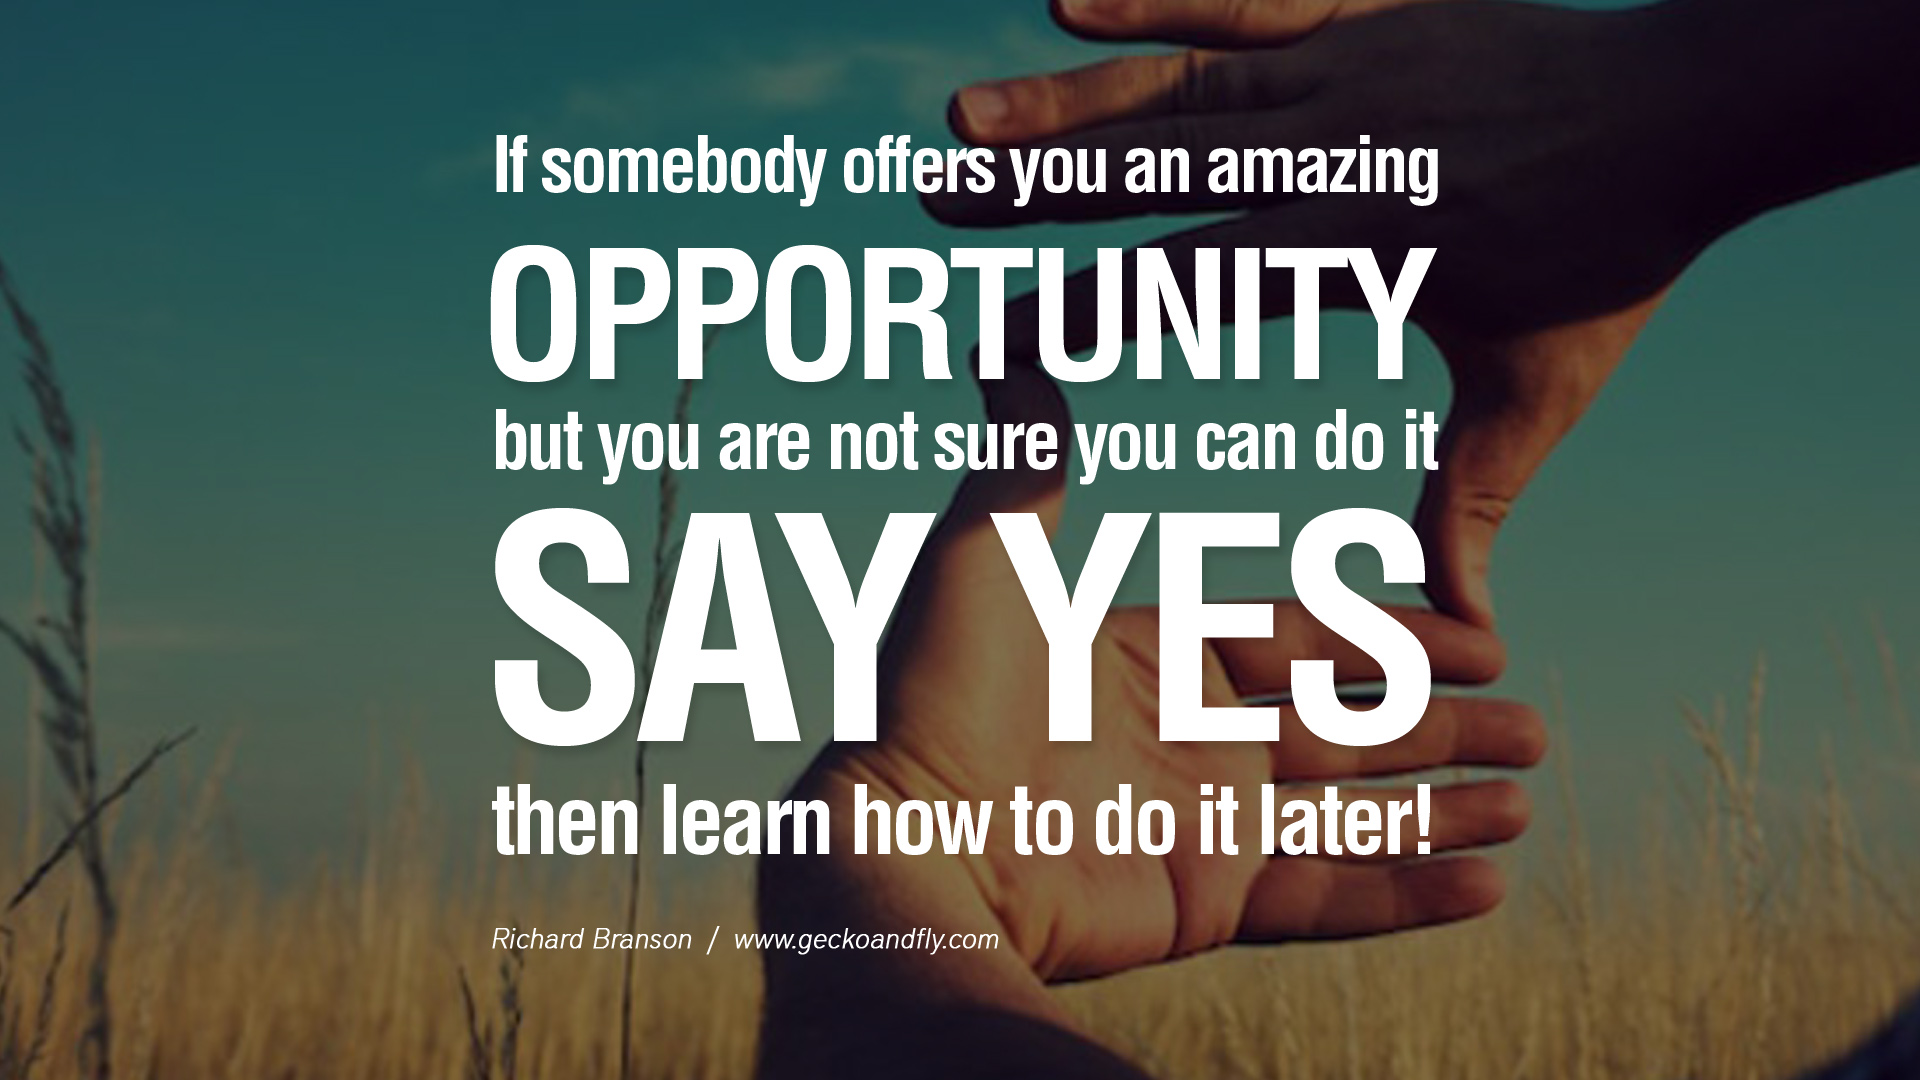 If somebody offers you an amazing
OPPORTUNITY
but you are not sure you can do it
SAY YES
then learn how to do it later!
Richard Branson / www.geckoandfly.com